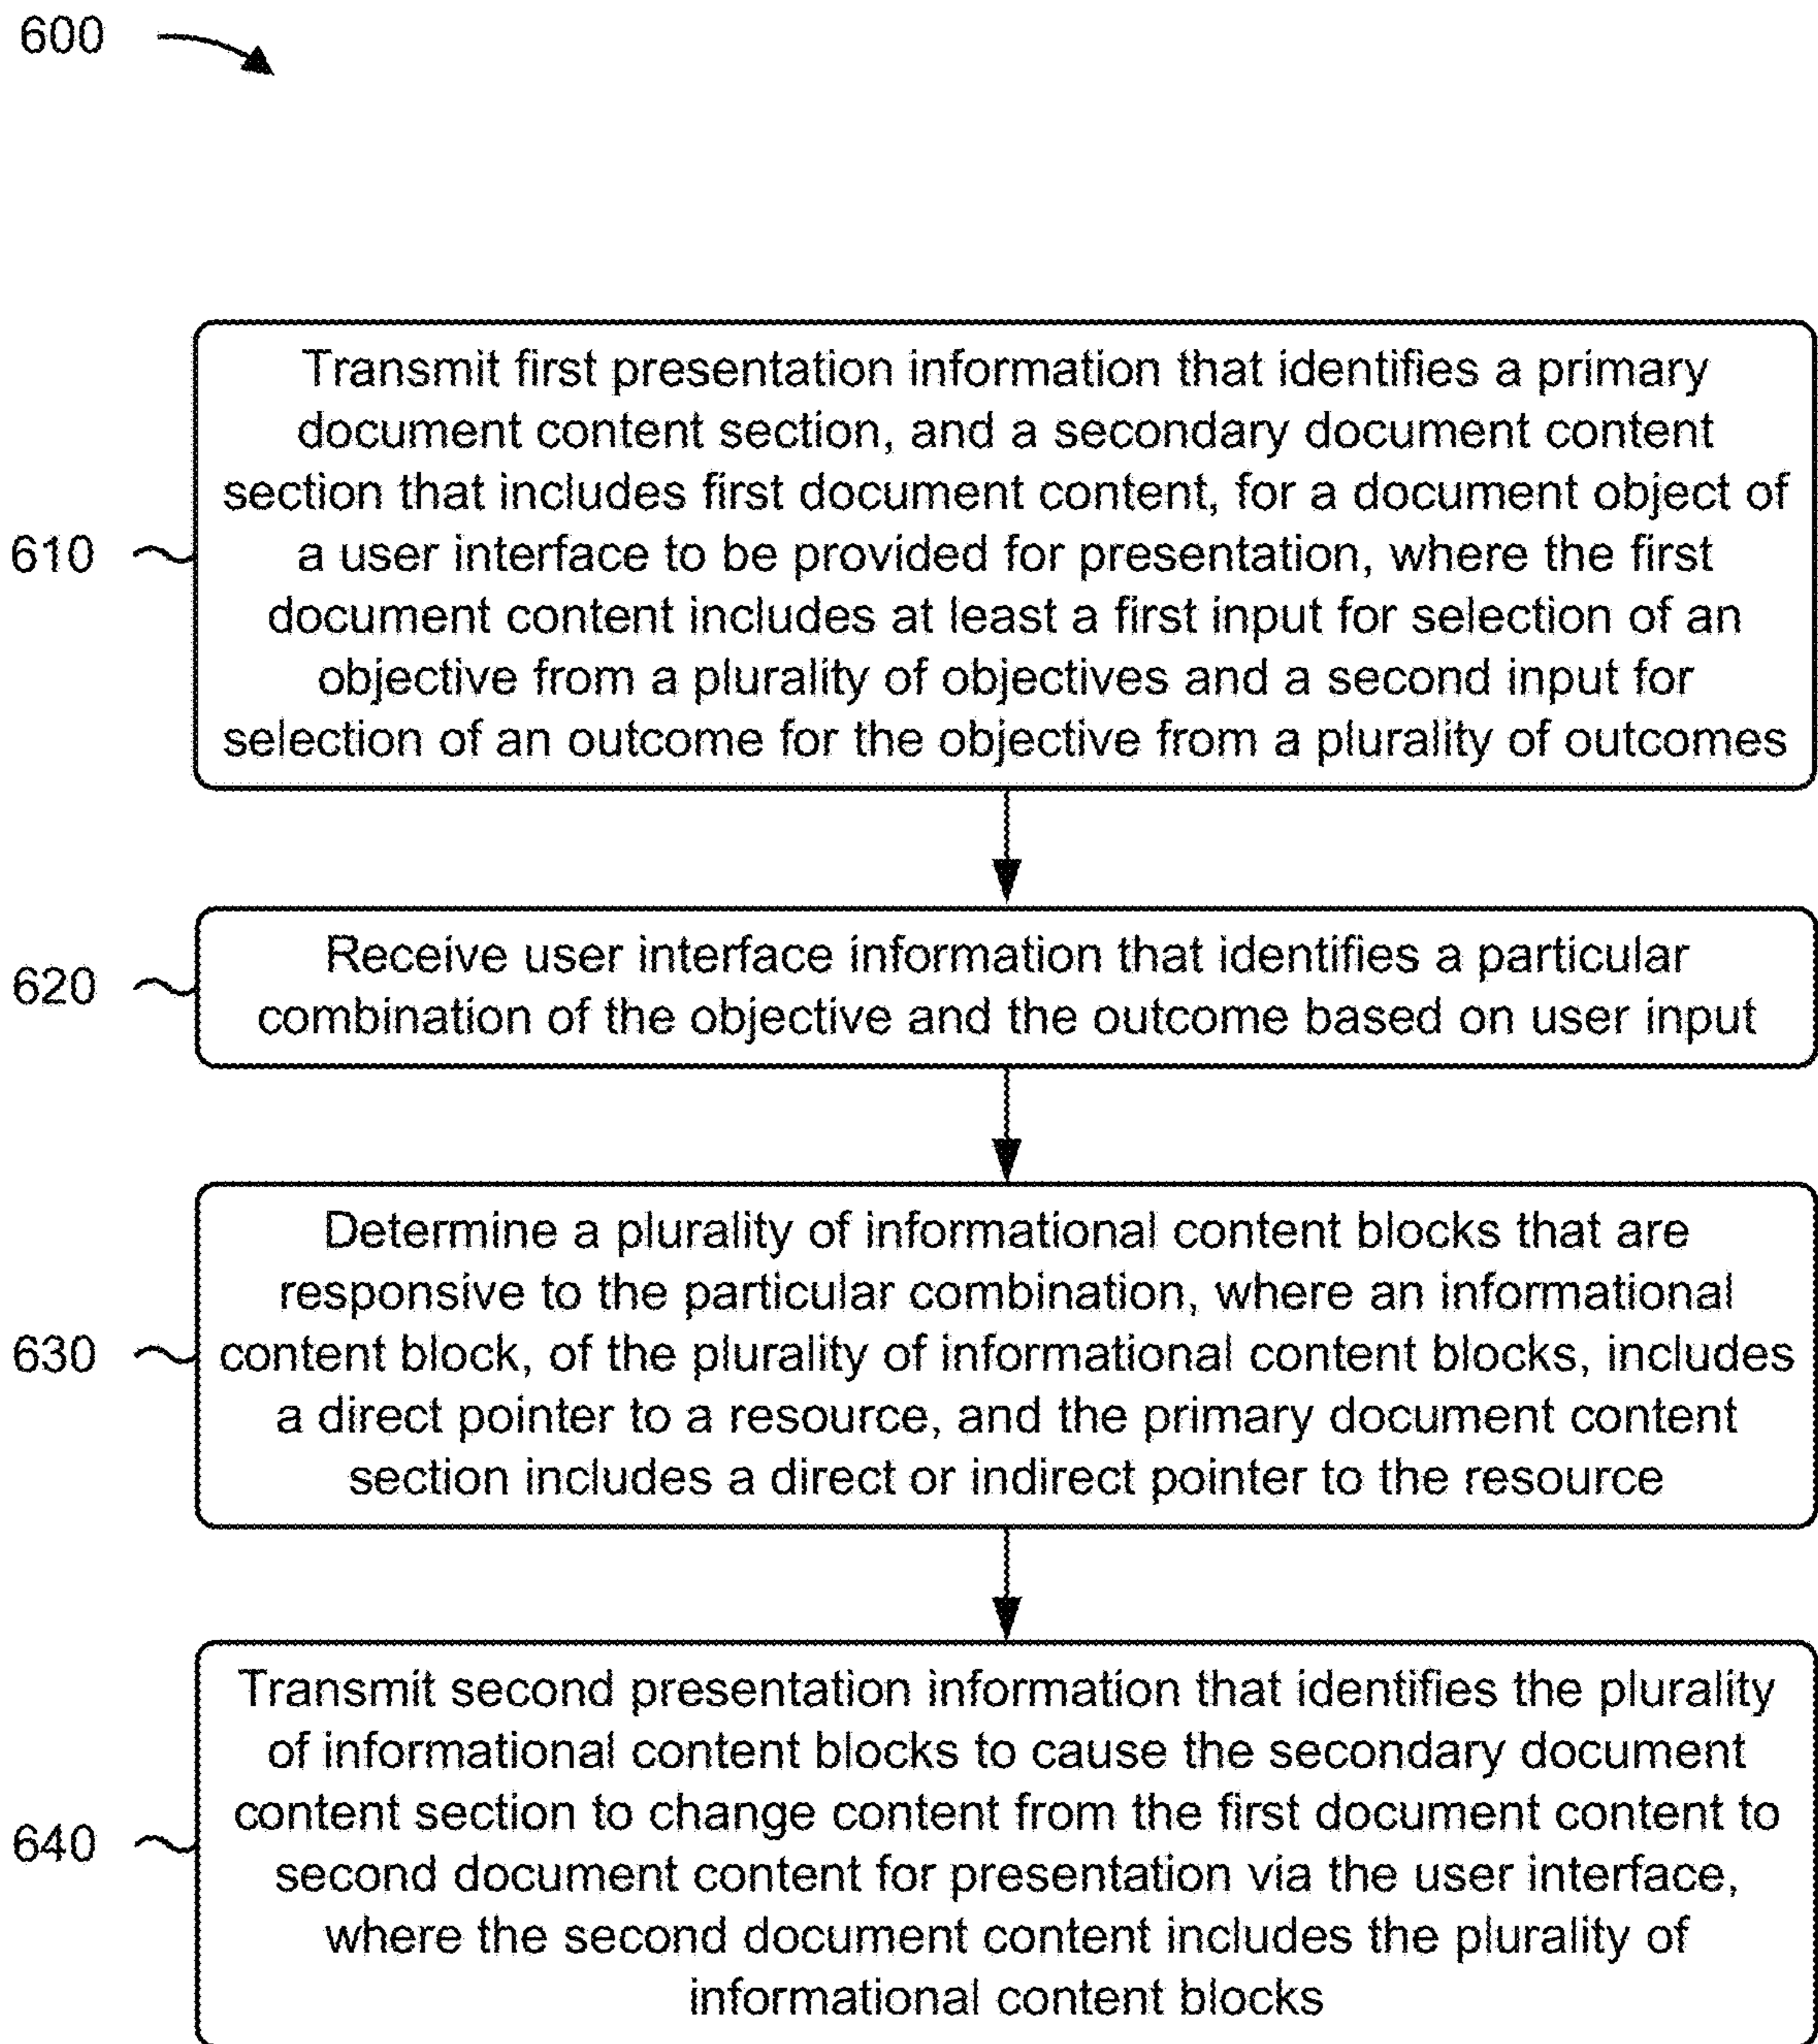 600
Transmit first presentation information that identifies a primary
document content section, and a secondary document content
section that includes first document content, for a document object of
610
a user interface to be provided for presentation, where the first
document content includes at least a first input for selection of an
objective from a plurality of objectives and a second input for
selection of an outcome for the objective from a plurality of outcomes
620
Receive user interface information that identifies a particular
combination of the objective and the outcome based on user input
630
Determine a plurality of informational content blocks that are
responsive to the particular combination, where an informational
content block, of the plurality of informational content blocks, includes
a direct pointer to a resource, and the primary document content
section includes a direct or indirect pointer to the resource
640
Transmit second presentation information that identifies the plurality
of informational content blocks to cause the secondary document
content section to change content from the first document content to
second document content for presentation via the user interface,
where the second document content includes the plurality of
informational content blocks